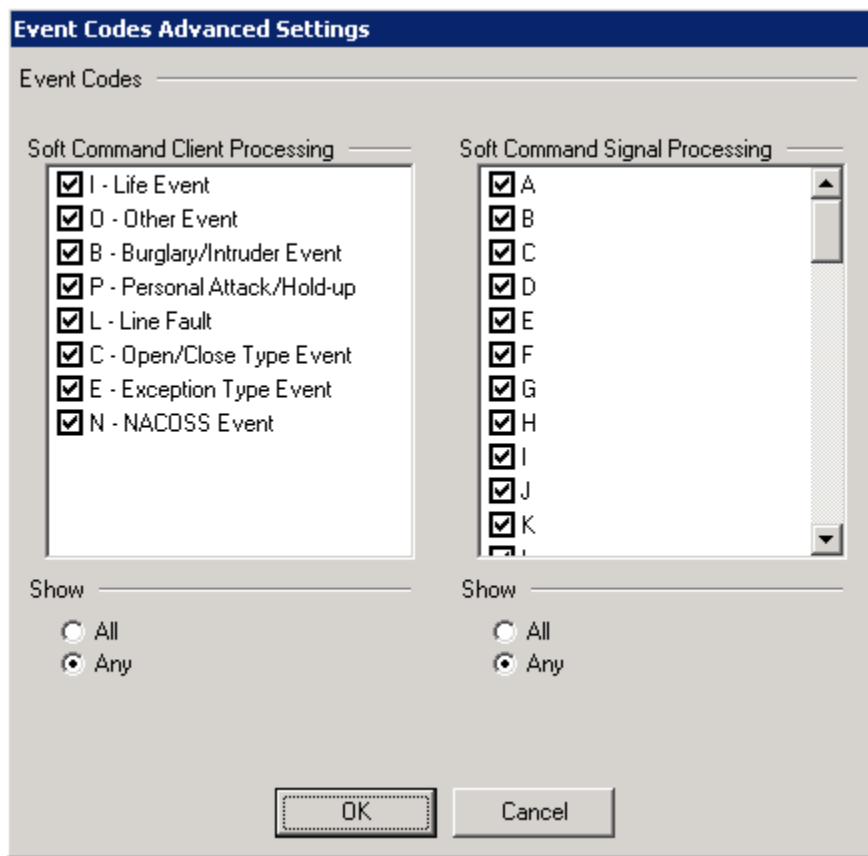 Event Codes Advanced Settings
Event Codes
Soft Command Client Processing
I - Life Event
O - Other Event
B - Burglary/Intruder Event
P - Personal Attack/Hold-up
L - Line Fault
C - Open/Close Type Event
E - Exception Type Event
N - NACOSS Event
Show
All
Any
Soft Command Signal Processing
A
B
C
D
E
F
G
H
I
J
K
Show
All
Any
OK
Cancel